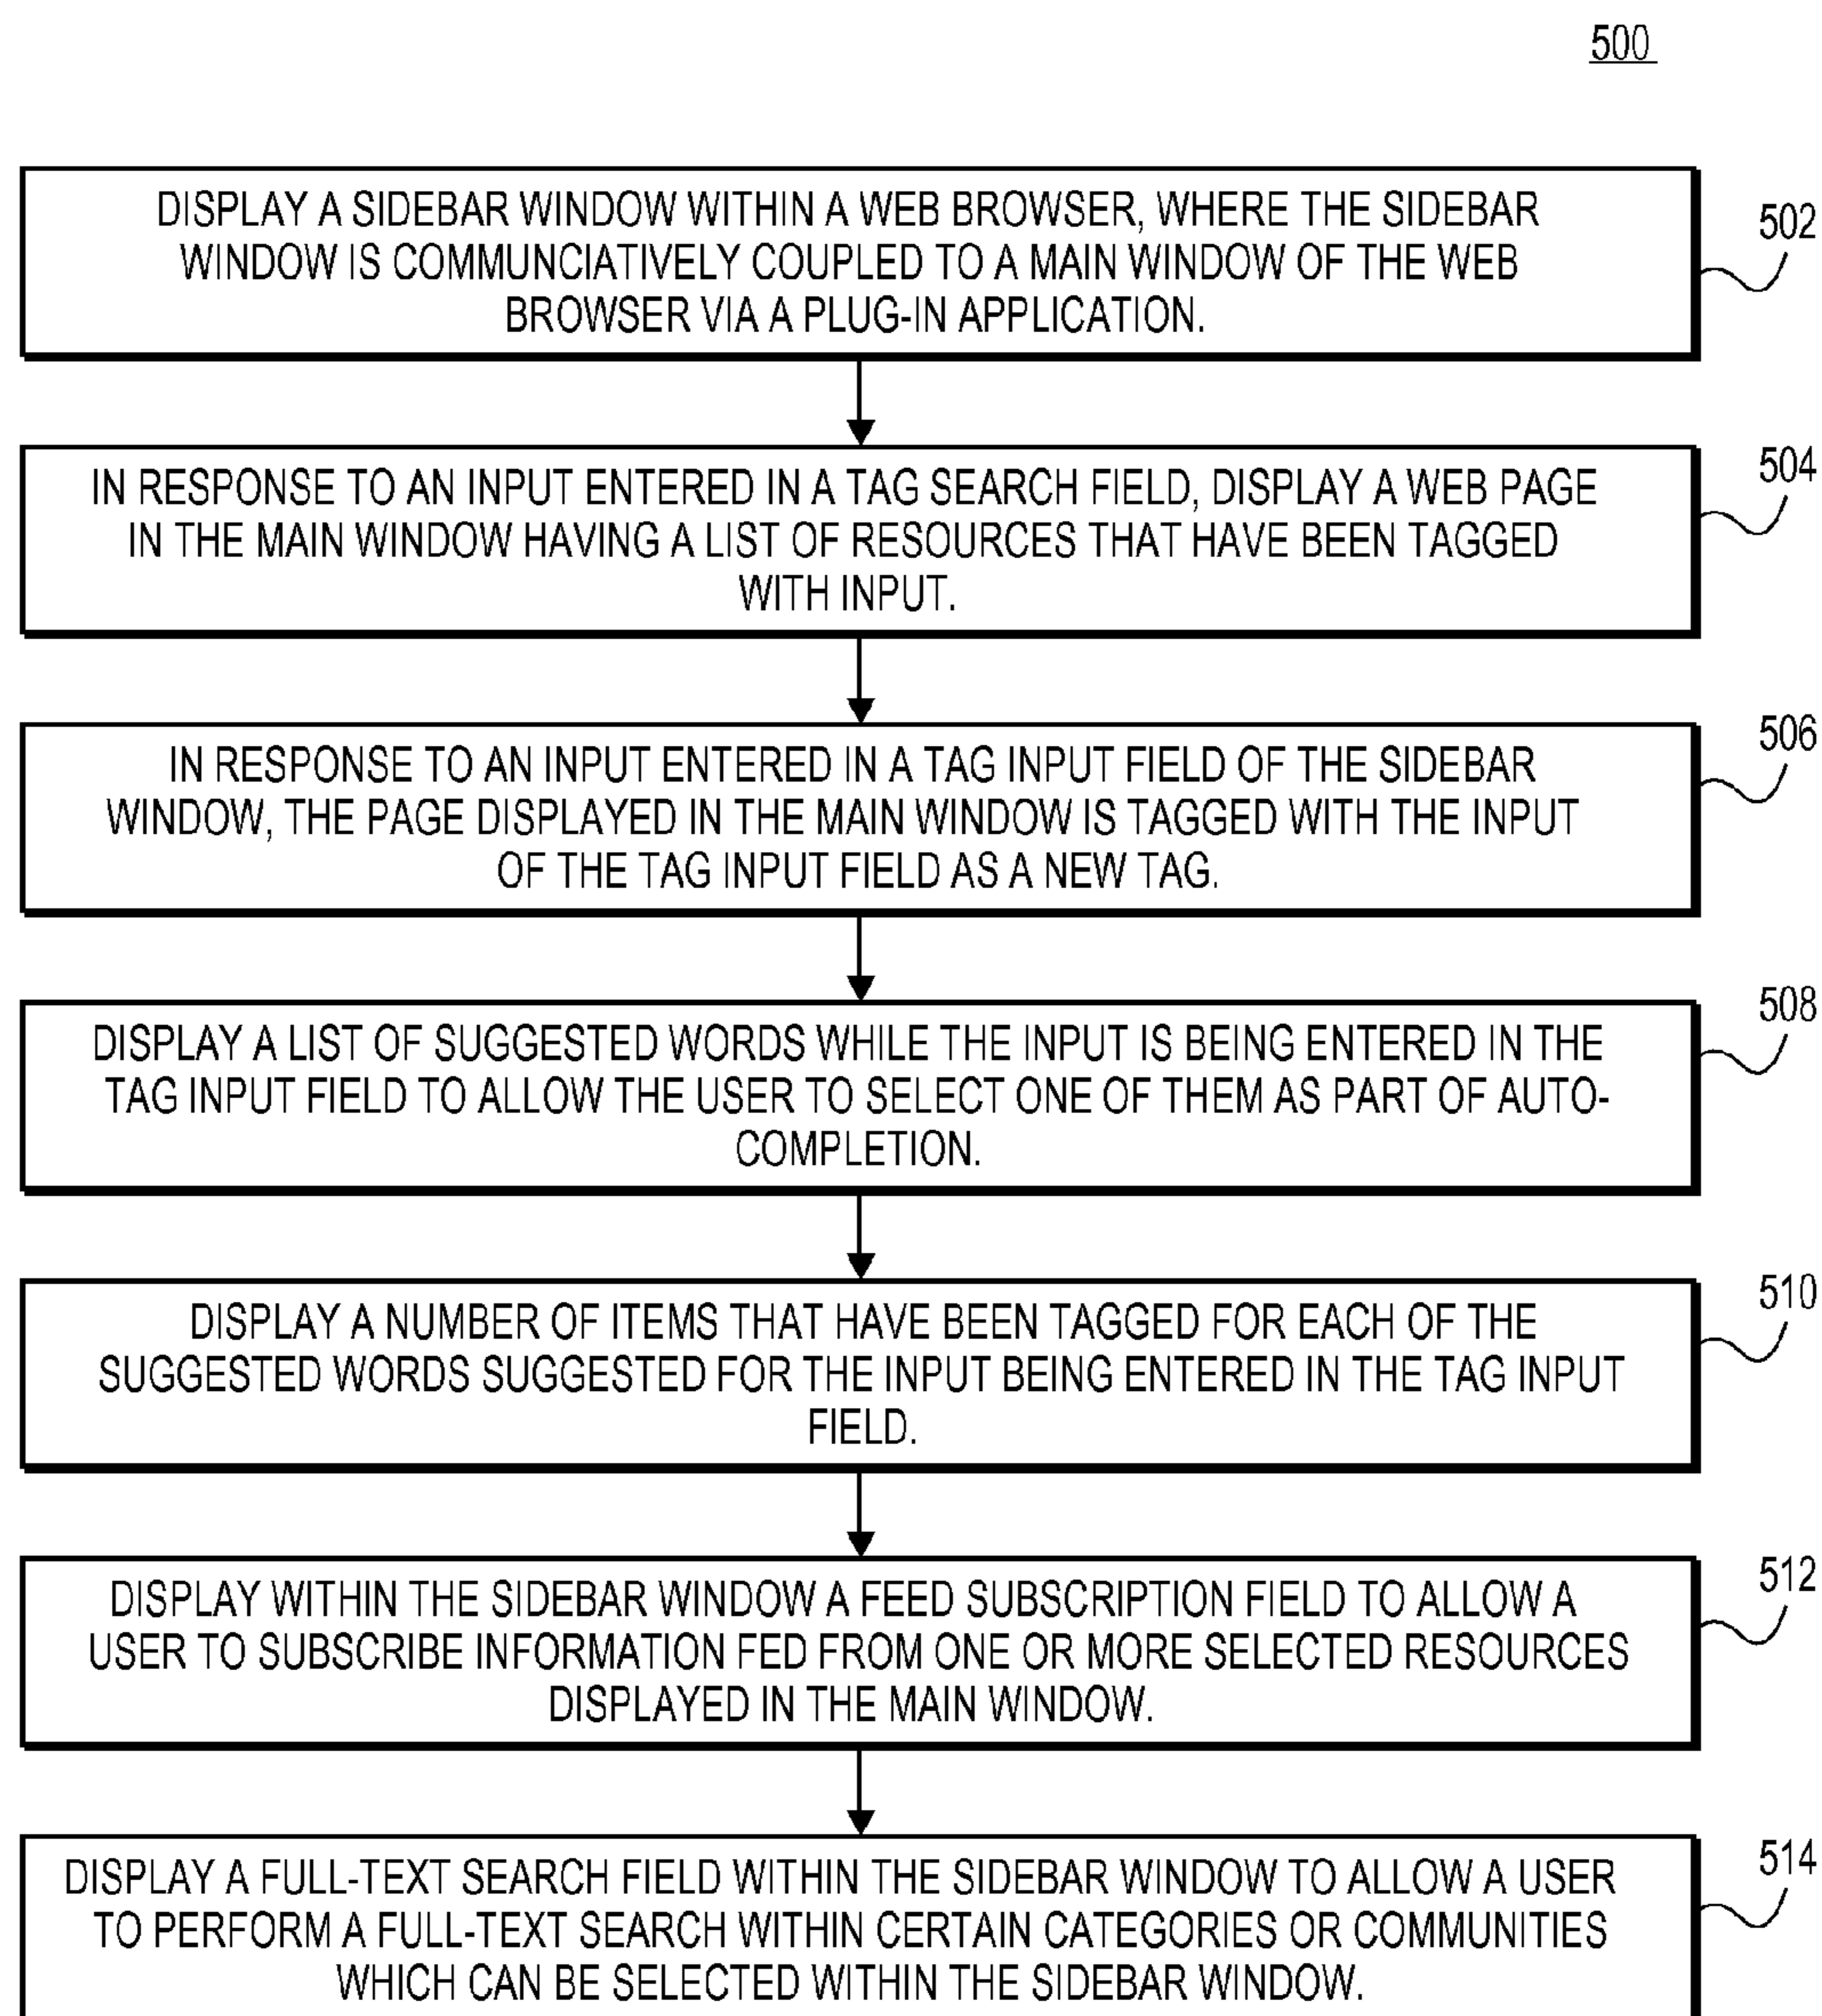 500
DISPLAY A SIDEBAR WINDOW WITHIN A WEB BROWSER, WHERE THE SIDEBAR
WINDOW IS COMMUNCIATIVELY COUPLED TO A MAIN WINDOW OF THE WEB
BROWSER VIA A PLUG-IN APPLICATION.
502
IN RESPONSE TO AN INPUT ENTERED IN A TAG SEARCH FIELD, DISPLAY A WEB PAGE
IN THE MAIN WINDOW HAVING A LIST OF RESOURCES THAT HAVE BEEN TAGGED
WITH INPUT.
504
IN RESPONSE TO AN INPUT ENTERED IN A TAG INPUT FIELD OF THE SIDEBAR
WINDOW, THE PAGE DISPLAYED IN THE MAIN WINDOW IS TAGGED WITH THE INPUT
OF THE TAG INPUT FIELD AS A NEW TAG.
506
DISPLAY A LIST OF SUGGESTED WORDS WHILE THE INPUT IS BEING ENTERED IN THE
TAG INPUT FIELD TO ALLOW THE USER TO SELECT ONE OF THEM AS PART OF AUTO-
COMPLETION.
508
DISPLAY A NUMBER OF ITEMS THAT HAVE BEEN TAGGED FOR EACH OF THE
SUGGESTED WORDS SUGGESTED FOR THE INPUT BEING ENTERED IN THE TAG INPUT
FIELD.
510
DISPLAY WITHIN THE SIDEBAR WINDOW A FEED SUBSCRIPTION FIELD TO ALLOW A
USER TO SUBSCRIBE INFORMATION FED FROM ONE OR MORE SELECTED RESOURCES
DISPLAYED IN THE MAIN WINDOW.
512
DISPLAY A FULL-TEXT SEARCH FIELD WITHIN THE SIDEBAR WINDOW TO ALLOW A USER
TO PERFORM A FULL-TEXT SEARCH WITHIN CERTAIN CATEGORIES OR COMMUNITIES
WHICH CAN BE SELECTED WITHIN THE SIDEBAR WINDOW.
514